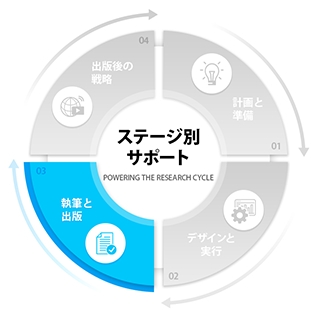 04
出版後の
戦略
計画と
準備
01
ステージ別
サポート
POWERING THE RESEARCH CYCLE
03
執筆と
出版
デザインと
実行
02